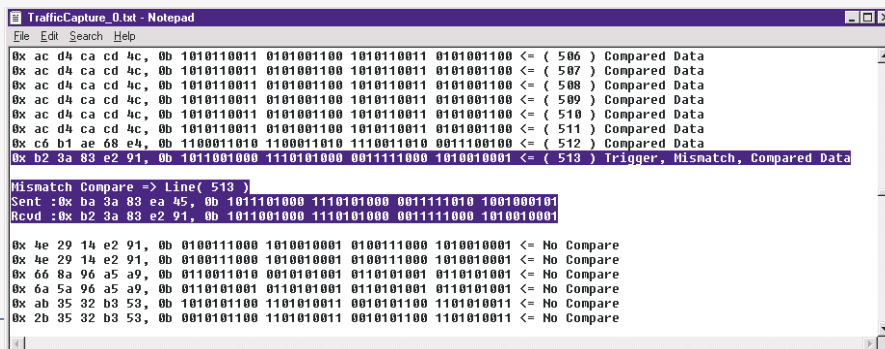 TrafficCapture_0.txt - Notepad
File Edit Search Help
0x ac d4 ca cd 4c, 0b 1010110011 0101001100 1010110011 0101001100 <= ( 506 ) Compared Data
0x ac d4 ca cd 4c, 0b 1010110011 0101001100 1010110011 0101001100 <= ( 507 ) Compared Data
0x ac d4 ca cd 4c, 0b 1010110011 0101001100 1010110011 0101001100 <= ( 508 ) Compared Data
0x ac d4 ca cd 4c, 0b 1010110011 0101001100 1010110011 0101001100 <= ( 509 ) Compared Data
0x ac d4 ca cd 4c, 0b 1010110011 0101001100 1010110011 0101001100 <= ( 510 ) Compared Data
0x ac d4 ca cd 4c, 0b 1010110011 0101001100 1010110011 0101001100 <= ( 511 ) Compared Data
0x c6 b1 ae 68 e4, 0b 1100011010 1100011010 1110011010 0011100100 <= ( 512 ) Compared Data
0x b2 3a 83 e2 91, 0b 1011001000 1110101000 0011111000 1010010001 <= ( 513 ) Trigger, Mismatch, Compared Data
Mismatch Compare => Line( 513 )
Sent :0x ba 3a 83 ea 45, 0b 1011101000 1110101000 0011111010 1001000101
Rcvd :0x b2 3a 83 e2 91, 0b 1011001000 1110101000 0011111000 1010010001
0x 4e 29 14 e2 91, 0b 0100111000 1010010001 0100111000 1010010001 <= No Compare
0x 4e 29 14 e2 91, 0b 0100111000 1010010001 0100111000 1010010001 <= No Compare
0x 66 8a 96 a5 a9, 0b 0110011010 0010101001 0110101001 0110101001 <= No Compare
0x 6a 5a 96 a5 a9, 0b 0110101001 0110101001 0110101001 0110101001 <= No Compare
0x ab 35 32 b3 53, 0b 1010101100 1101010011 0010101100 1101010011 <= No Compare
0x 2b 35 32 b3 53, 0b 0010101100 1101010011 0010101100 1101010011 <= No Compare